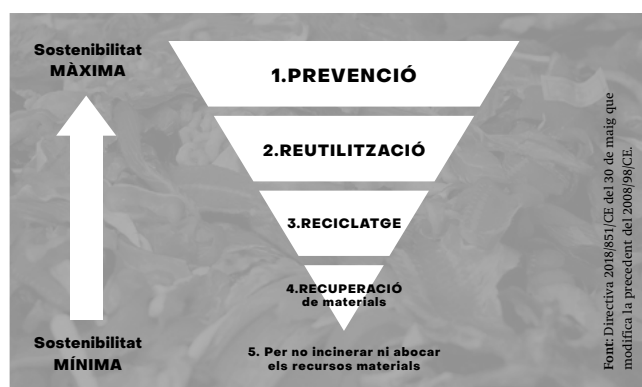 Sostenibilitat
MÀXIMA
1.PREVENCIÓ
2.REUTILITZACIÓ
3.RECICLATGE
4.RECUPERACIÓ
de materials
Sostenibilitat
MÍNIMA
5. Per no incinerar ni abocar
els recursos materials
Font: Directiva 2018/851/CE del 30 de maig que
modifica la precedent del 2008/98/CE.